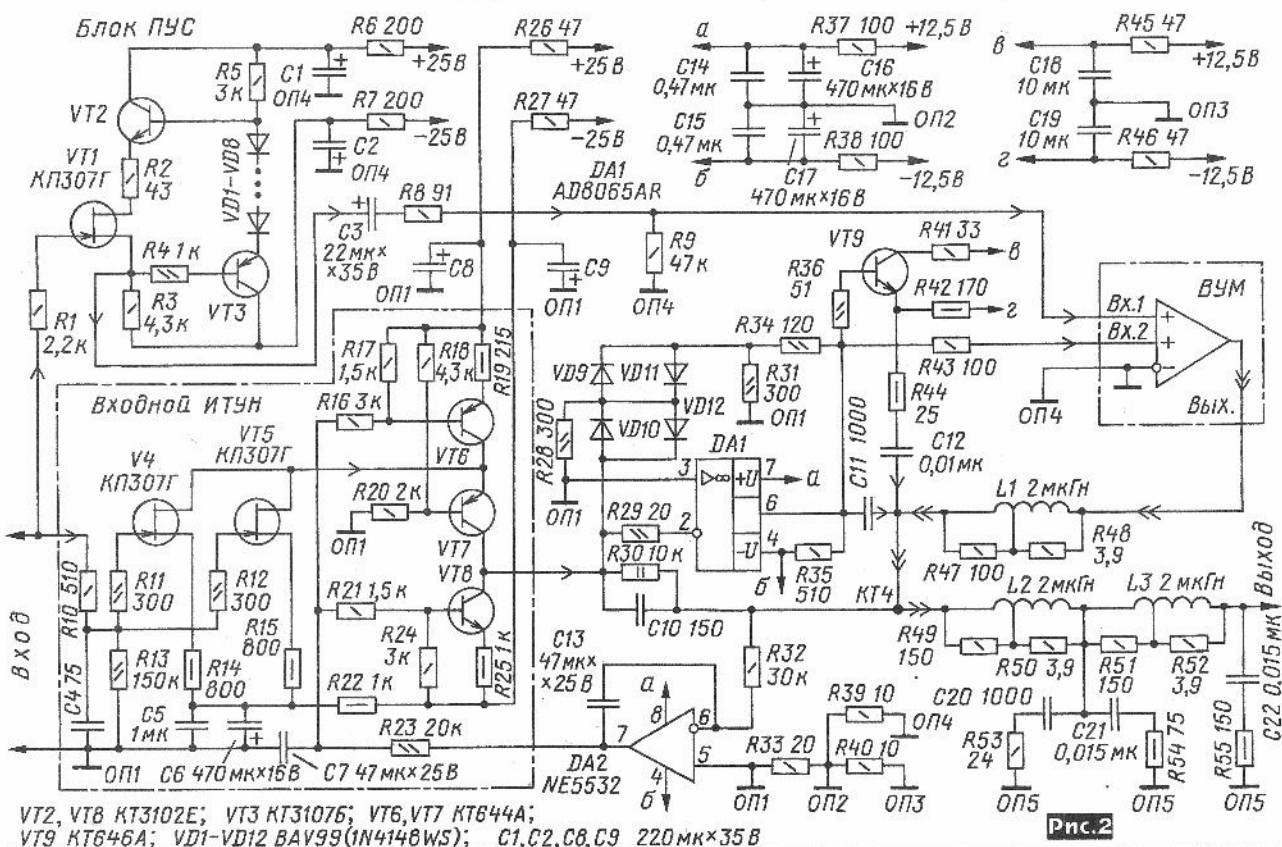 Блок ПУС
R6 200
+25 В
R26 47
+25 В
а
R37 100
+12,5 В
в
R45 47
+12,5 В
R5
3 к
C1
ОП4
R7 200
-25 В
R27 47
-25 В
C14
0,47 мк
C16
470 мк×16 В
C18
10 мк
VT2
ОП2
ОП3
VT1
КП307Г
R2
43
VD1-VD8
C2
ОП4
C15
0,47 мк
R38 100
C19
10 мк
R46 47
DA1
AD8065AR
б
C17
470 мк×16 В
-12,5 В
г
-12,5 В
R8 91
C3
22 мк×
×35 В
R4 1 к
VT3
R3
4,3 к
R1
2,2 к
C8
ОП1
C9
ОП1
R9
47 к
ОП4
VT9
R41 33
в
R36
51
R42 170
г
ВУМ
Вх.1
+
Вх.2
+
-
ОП4
Вых.
R17
1,5 к
R18
4,3 к
R19 215
R34 120
R43 100
VD9
VD11
R31
300
ОП1
R44
25
Входной ИТУН
R16 3 к
VD10
VD12
R28 300
C11 1000
C12
0,01 мк
V4
КП307Г
VT5
КП307Г
VT6
DA1
3
▷∞
+U
7
а
6
ОП1
R20 2 к
ОП1
VT7
R29 20
2
-U
4
б
L1 2 мкГн
R48
3,9
R47 100
R30 10 к
R35
510
КТ4
L2 2 мкГн
L3 2 мкГн
Выход
VT8
R10 510
R11
300
R12
300
R21 1,5 к
C10 150
R49
150
R50 3,9
R51
150
R52
3,9
C22 0,015 мк
Вход
R13
150 к
R14
800
R15
800
R24
3 к
R25 1 к
C13
47 мк×
×25 В
R32
30 к
C4 75
C5
1 мк
R22 1 к
R23 20 к
а
8
6
7
5
4
б
DA2
NE5532
R39 10
ОП4
C20 1000
C21
0,015 мк
R33 20
R40 10
R53
24
R54 75
R55 150
ОП1
C6 470 мк×16 В
C7 47 мк×25 В
ОП1
ОП2
ОП3
ОП5
ОП5
ОП5
VT2, VT8 КТ3102Е; VT3 КТ3107Б; VT6, VT7 КТ644А;
VT9 КТ646А; VD1-VD12 BAV99 (1N4148WS); C1, C2, C8, C9 220 мк×35 В
Рис.2